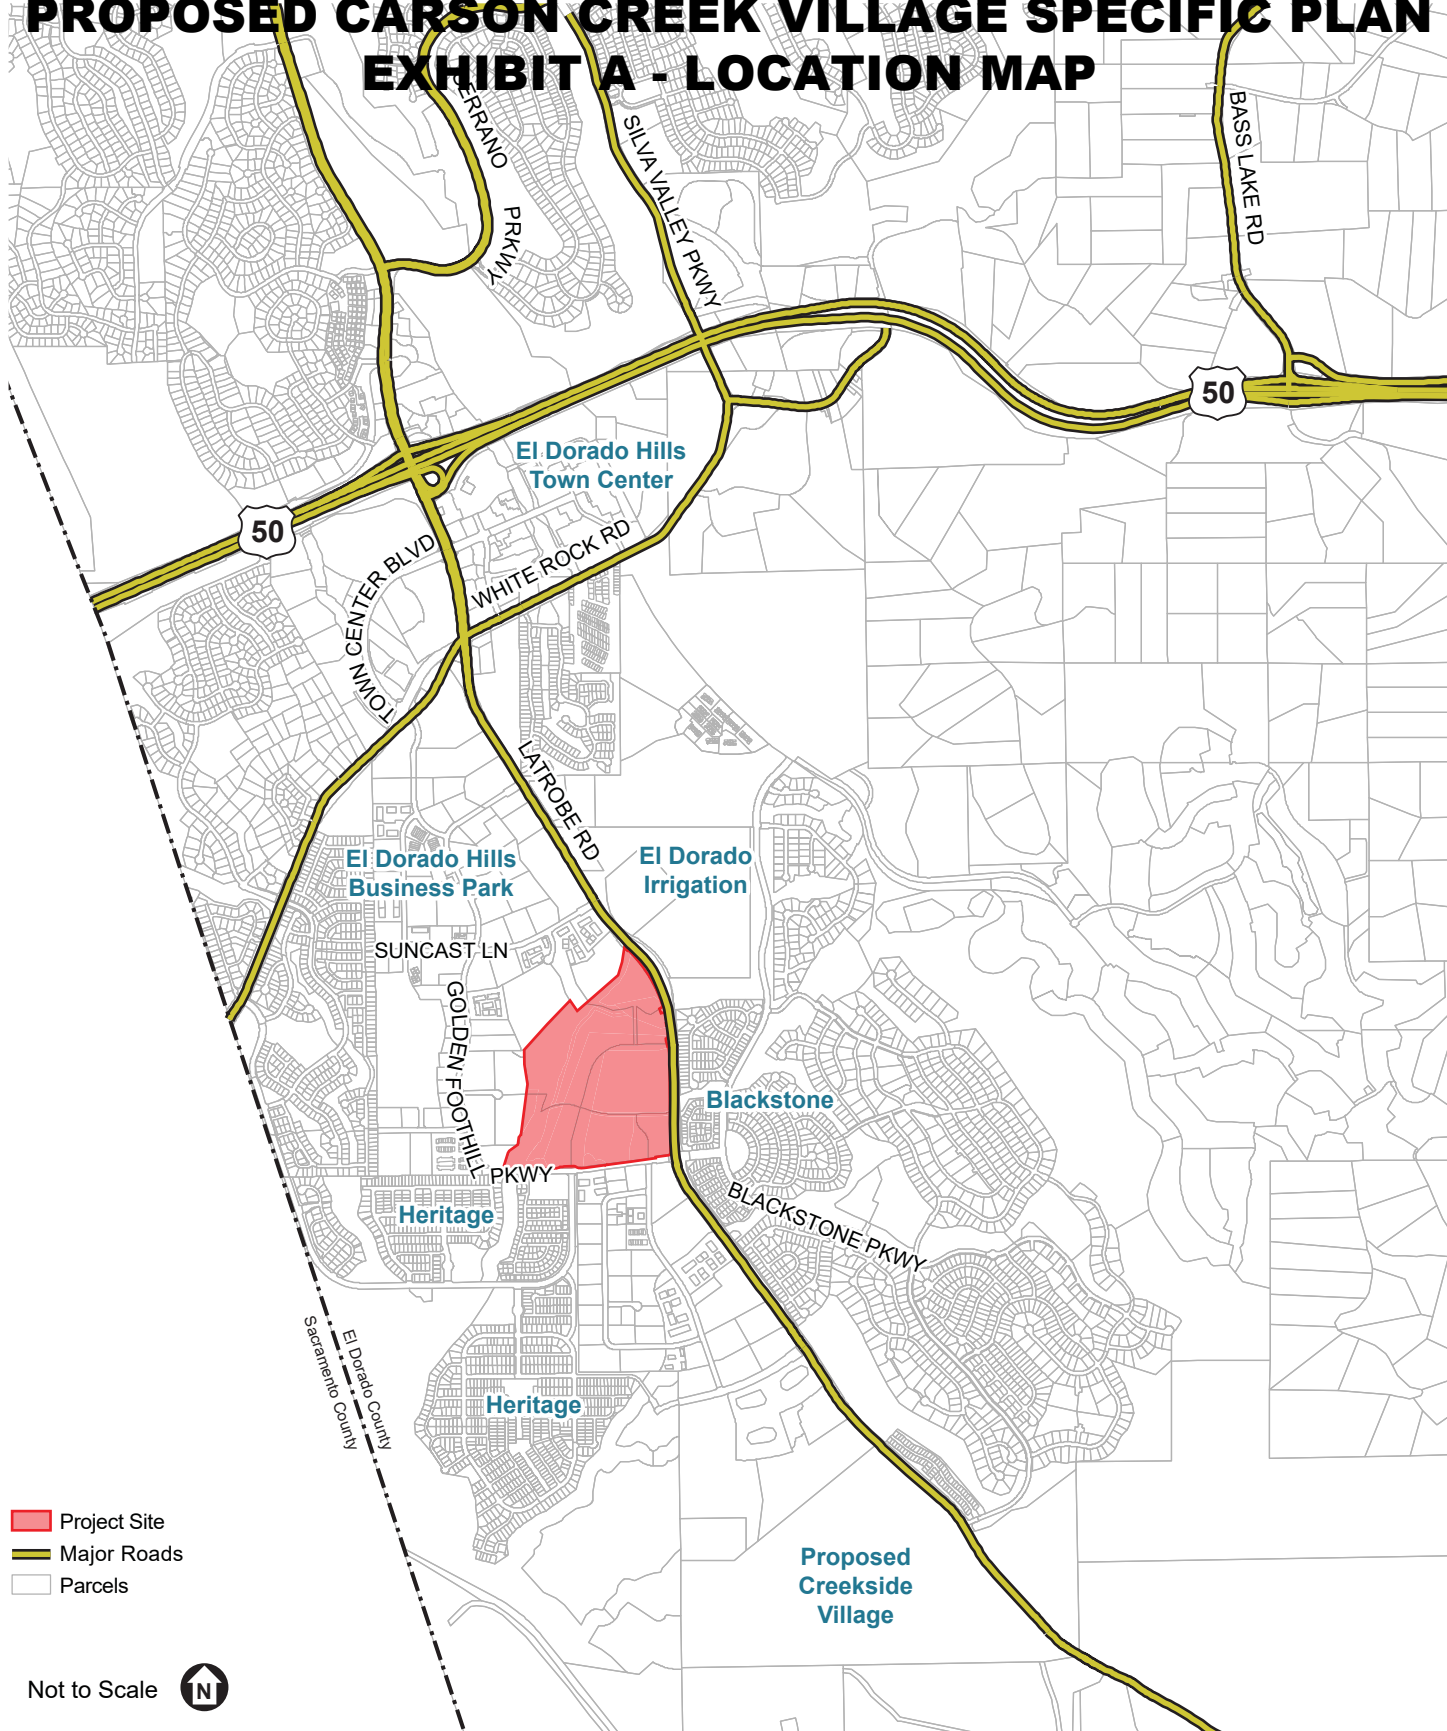 PROPOSED CARSON CREEK VILLAGE SPECIFIC PLAN
EXHIBIT A - LOCATION MAP
SERRANO
PRKWY
SILVA VALLEY PKWY
BASS LAKE RD
50
El Dorado Hills
Town Center
50
TOWN CENTER BLVD
WHITE ROCK RD
LATROBE RD
El Dorado Hills
Business Park
El Dorado
Irrigation
SUNCAST LN
GOLDEN FOOTHILL
PKWY
Blackstone
BLACKSTONE PKWY
Heritage
Sacramento County
El Dorado County
Heritage
Project Site
Major Roads
Parcels
Proposed
Creekside
Village
Not to Scale
N